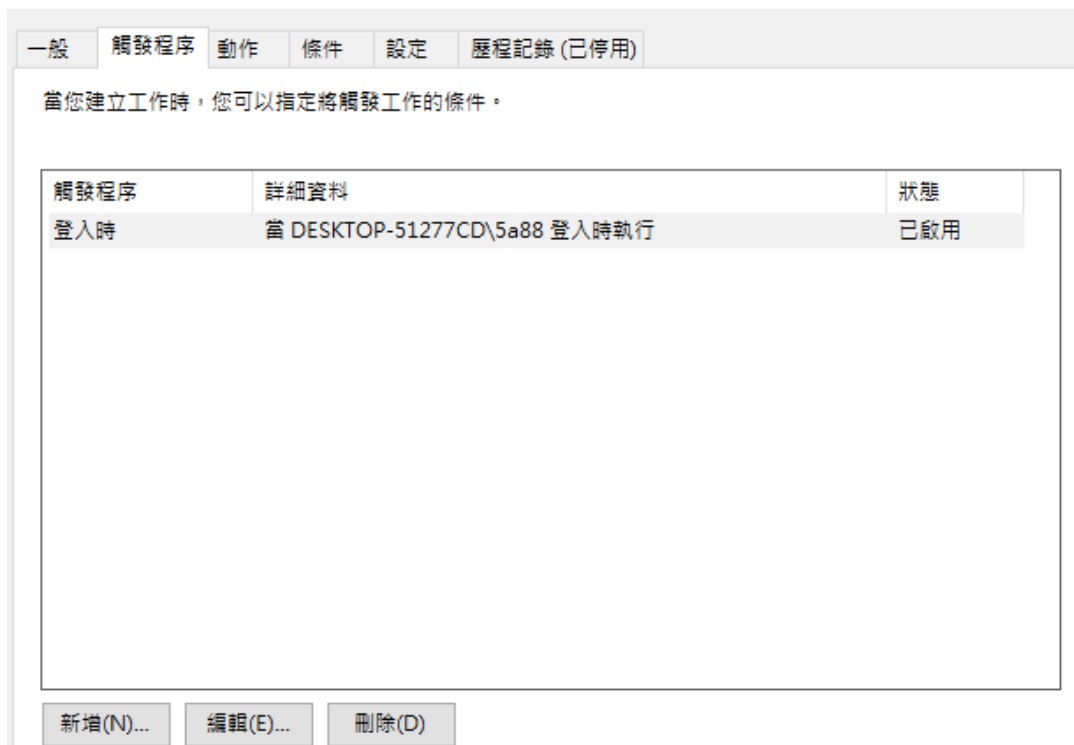 一般 觸發程序 動作 條件 設定 歷程記錄 (已停用)
當您建立工作時，您可以指定將觸發工作的條件。
觸發程序 詳細資料 狀態
登入時 當 DESKTOP-51277CD\5a88 登入時執行 已啟用
新增(N)... 編輯(E)... 刪除(D)